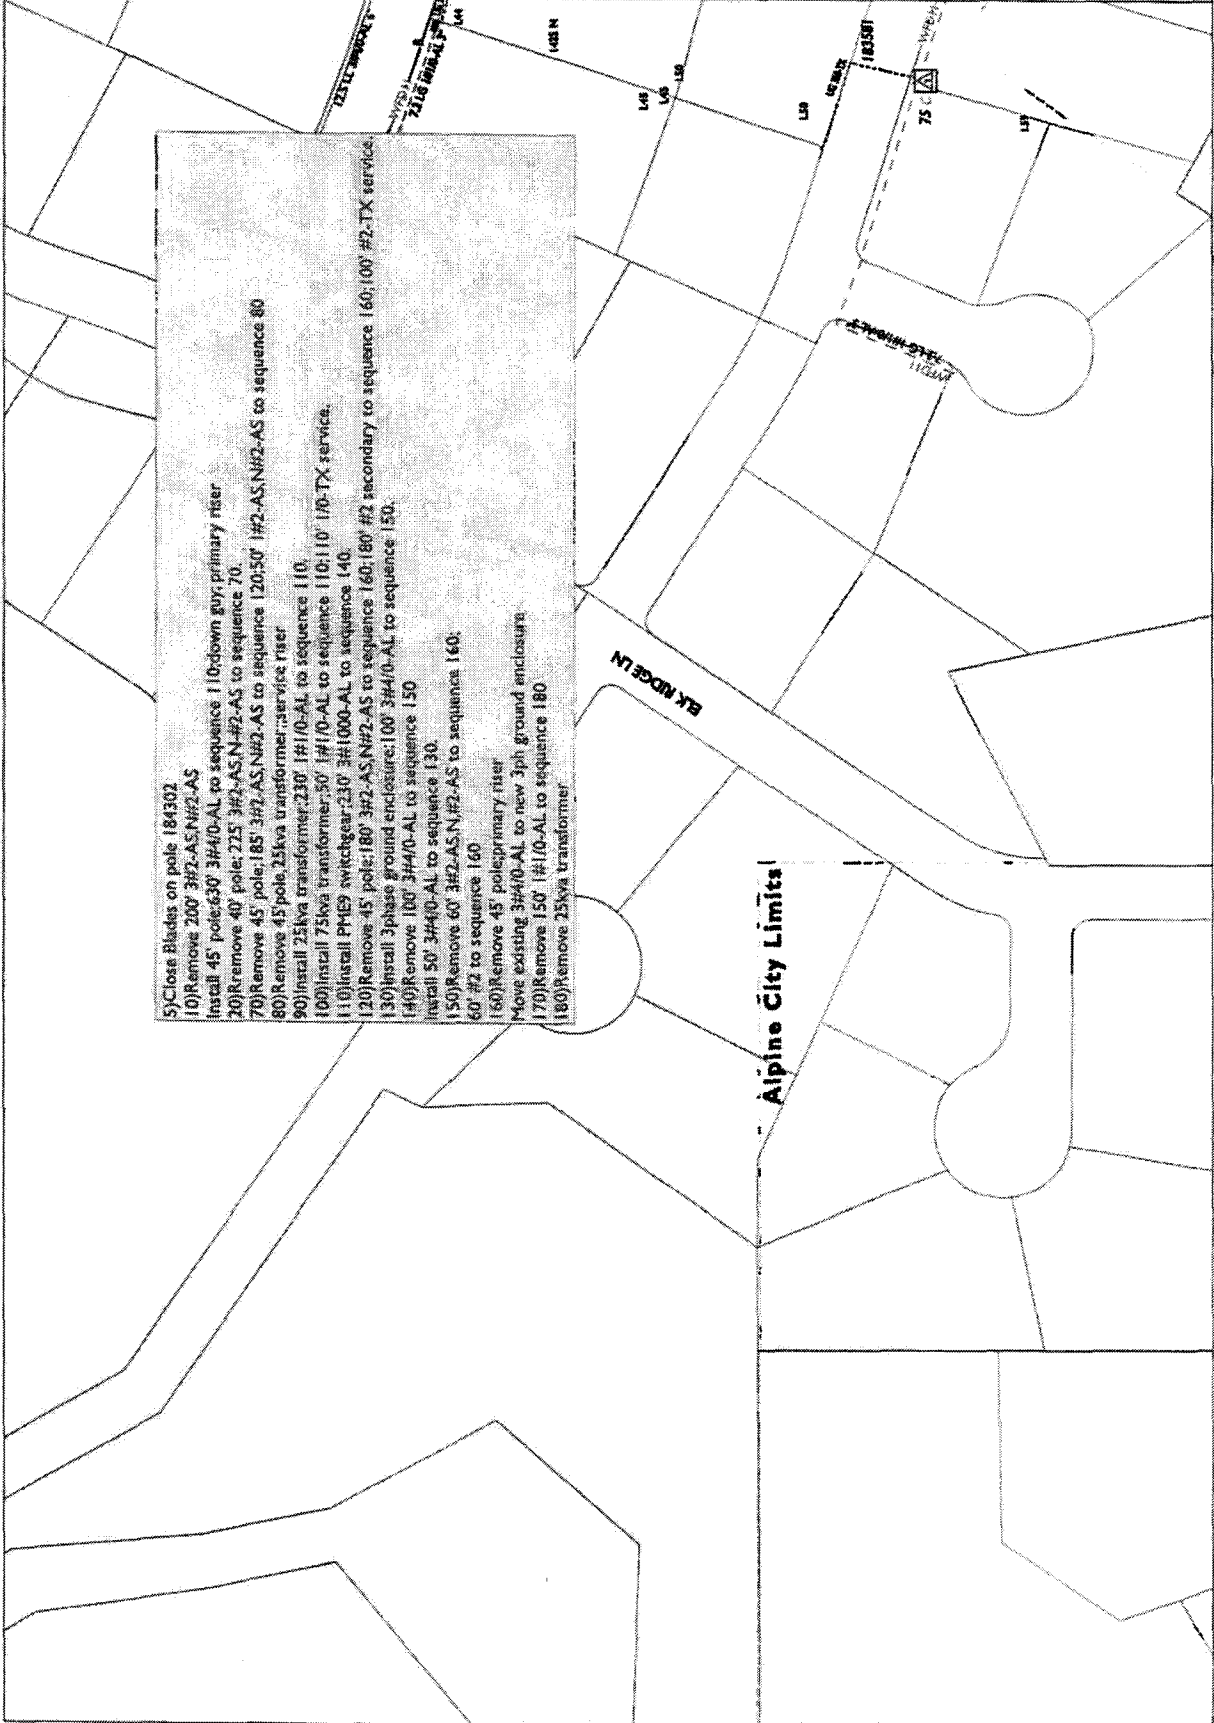 5)Close Blades on pole 184302
10)Remove 200' 3#2-AS,N#2-AS
Install 45' pole;630' 3#4/0-AL to sequence 110;down guy; primary riser
20)Rremove 40' pole;225' 3#2-AS,N-#2-AS to sequence 70.
70)Remove 45' pole;185' 3#2-AS,N#2-AS to sequence 120;50' 1#2-AS,N#2-AS to sequence 80
80)Remove 45'pole,25kva transformer;;service riser
90)Install 25kva transformer;230' 1#1/0-AL to sequence 110.
100)Install 75kva transformer;50' 1#1/0-AL to sequence 110;110' 1/0-TX service.
110)Install PME9 switchgear;230' 3#1000-AL to sequence 140.
120)Remove 45' pole;180' 3#2-AS,N#2-AS to sequence 160;180' #2 secondary to sequence 160;100' #2-TX service.
130)Install 3phase ground enclosure;100' 3#4/0-AL to sequence 150.
140)Remove 100' 3#4/0-AL to sequence 150
Install 50' 3#4/0-AL to sequence 130.
150)Remove 60' 3#2-AS,N,#2-AS to sequence 160;
60' #2 to sequence 160
160)Remove 45' pole;primary riser
Move existing 3#4/0-AL to new 3ph ground enclosure
170)Remove 150' 1#1/0-AL to sequence 180
180)Remove 25kva transformer
ELK RIDGE LN
Alpine City Limits
L44
L45
L45
L50
L50
183501
75 C
L51